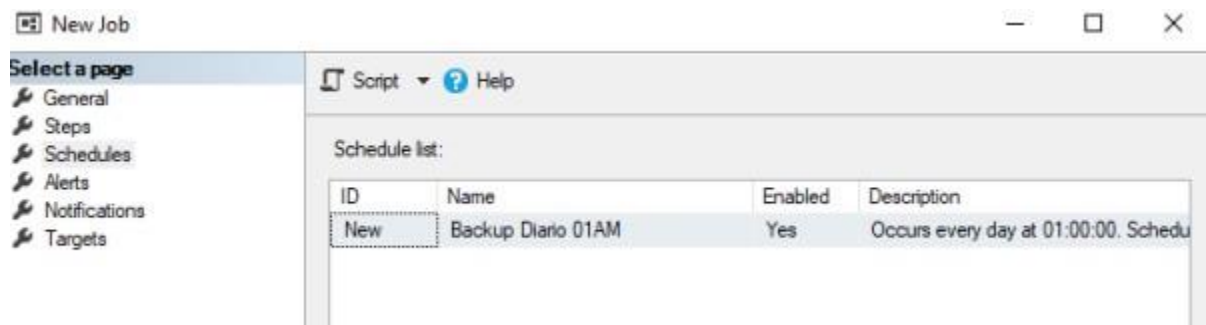 New Job
Select a page
General
Steps
Schedules
Alerts
Notifications
Targets
Script Help
Schedule list:
ID Name Enabled Description
New Backup Diario 01AM Yes Occurs every day at 01:00:00. Schedu